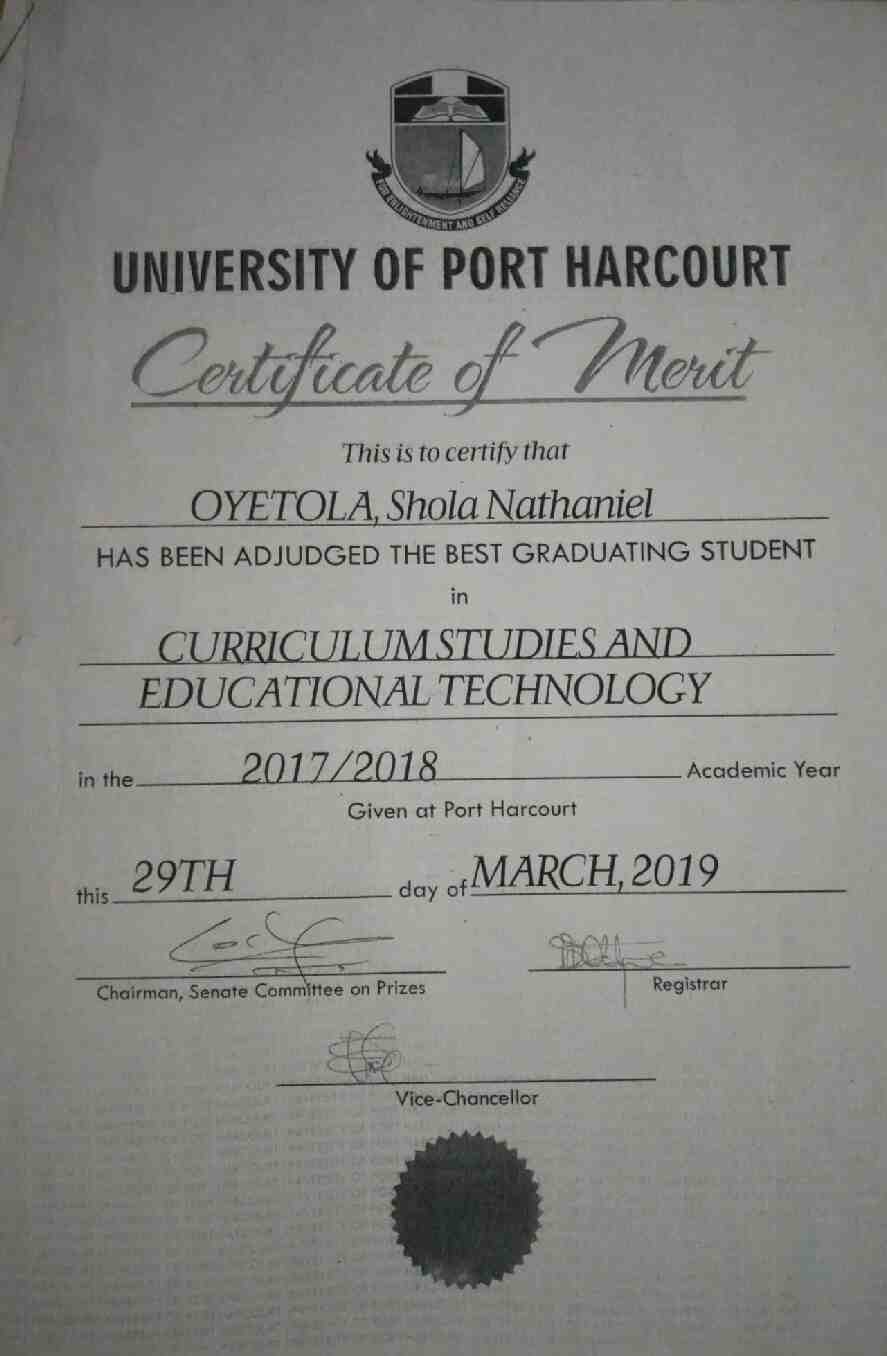 FOR ENLIGHTENMENT AND SELF RELIANCE
UNIVERSITY OF PORT HARCOURT
Certificate of Merit
This is to certify that
OYETOLA, Shola Nathaniel
HAS BEEN ADJUDGED THE BEST GRADUATING STUDENT
in
CURRICULUM STUDIES AND
EDUCATIONAL TECHNOLOGY
in the 2017/2018 Academic Year
Given at Port Harcourt
this 29TH day of MARCH, 2019
Chairman, Senate Committee on Prizes Registrar
Vice-Chancellor